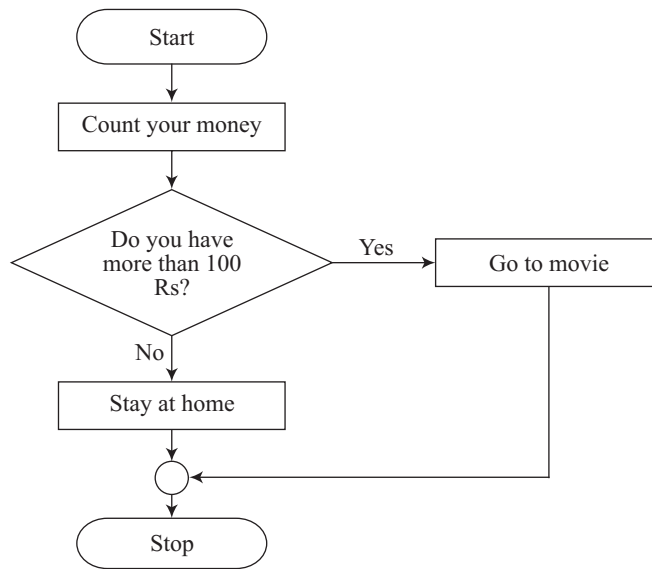 Start
Count your money
Do you have
more than 100
Rs?
Yes
Go to movie
No
Stay at home
Stop